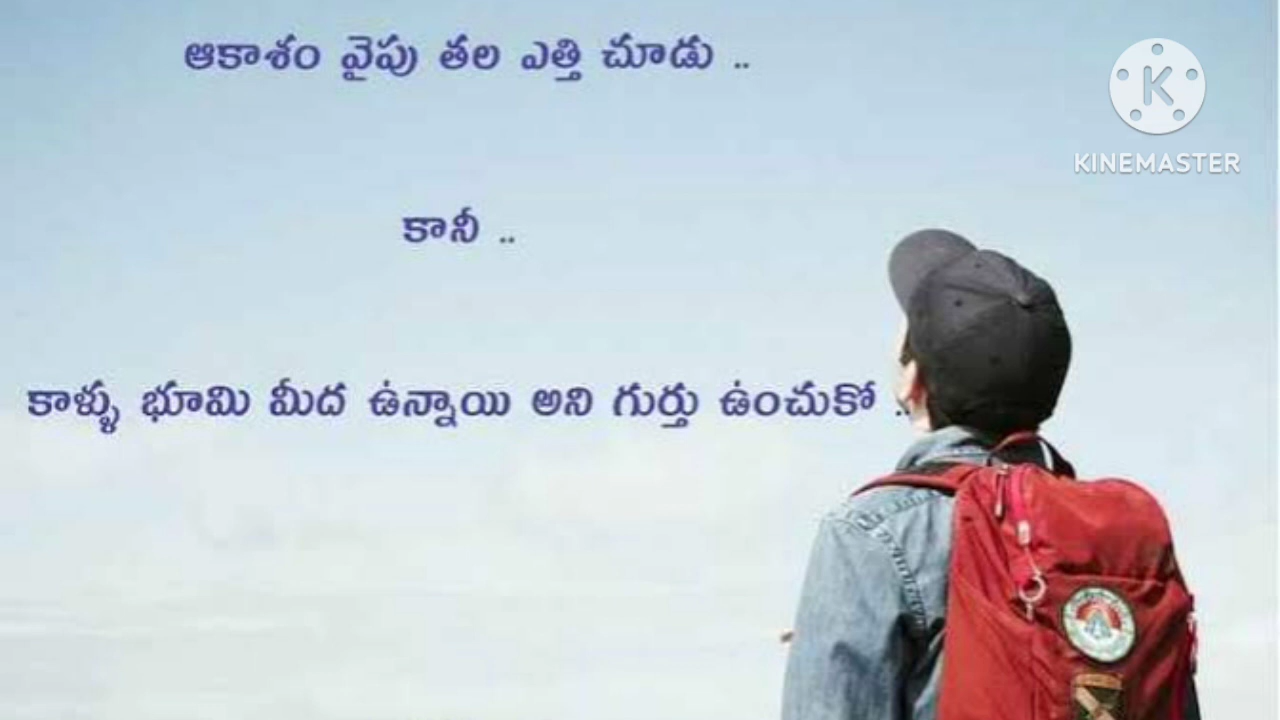 ఆకాశం వైపు తల ఎత్తి చూడు ..
కానీ ..
కాళ్ళు భూమి మీద ఉన్నాయి అని గుర్తు ఉంచుకో ..
K
KINEMASTER